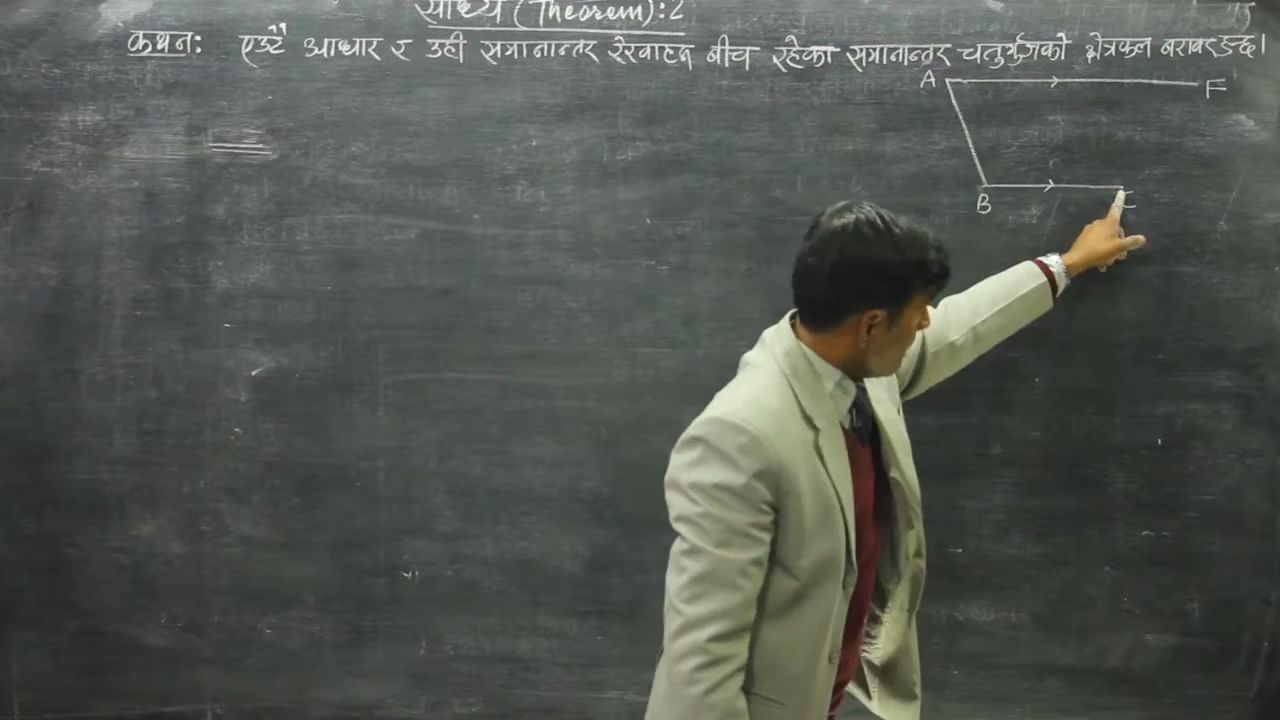 साध्य (Theorem):2
कथन: एउटै आधार र उही समानान्तर रेखाहरू बीच रहेका समानान्तर चतुर्भुजको क्षेत्रफल बराबर हुन्छ।
A F
B C